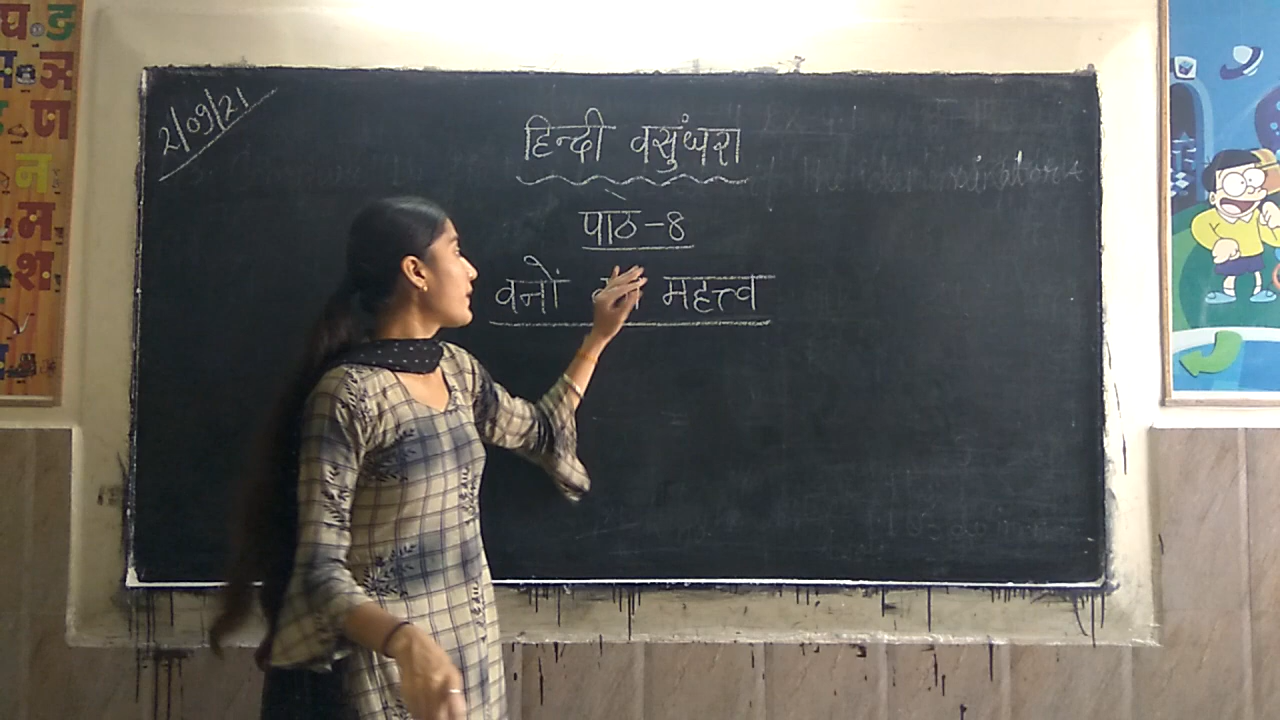 2/09/21
हिन्दी वसुंधरा
पाठ-8
वनों का महत्त्व
घ ङ
ञ
ण
न
म
श